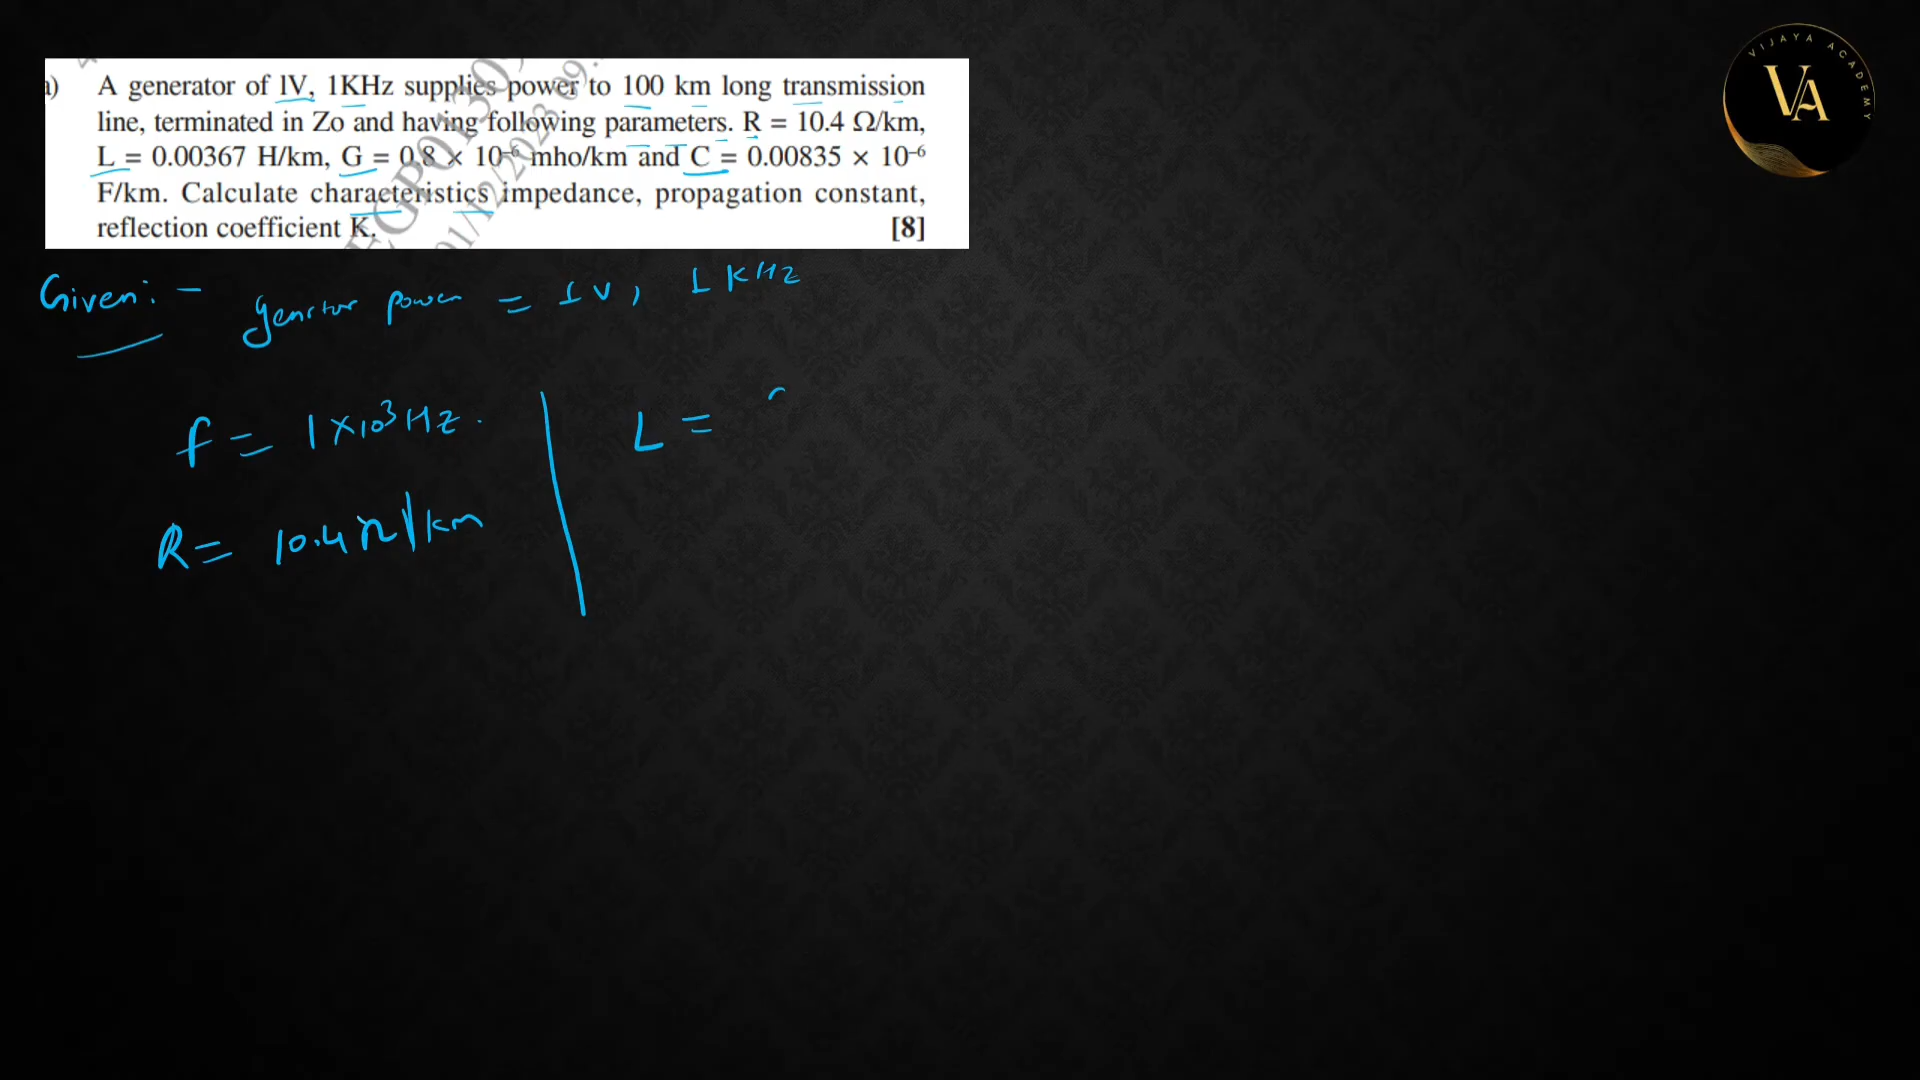 a) A generator of 1V, 1KHz supplies power to 100 km long transmission
line, terminated in Zo and having following parameters. R = 10.4 Ω/km,
L = 0.00367 H/km, G = 0.8 × 10⁻⁶ mho/km and C = 0.00835 × 10⁻⁶
F/km. Calculate characteristics impedance, propagation constant,
reflection coefficient K. [8]
VIJAYA ACADEMY
VA
Given: - power = 1V, 1 KHz
f = 1 x 10³ Hz.
L =
R = 10.4 Ω/km